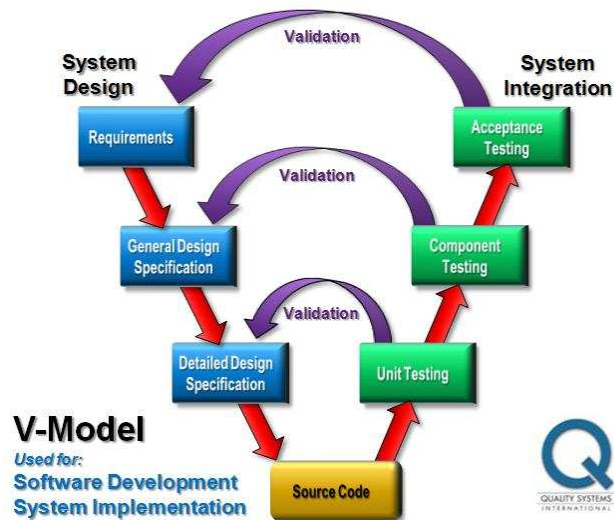 Validation
System
Design
System
Integration
Requirements
Acceptance
Testing
Validation
General Design
Specification
Component
Testing
Validation
Detailed Design
Specification
Unit Testing
V-Model
Used for:
Software Development
System Implementation
Source Code
Q
QUALITY SYSTEMS
INTERNATIONAL